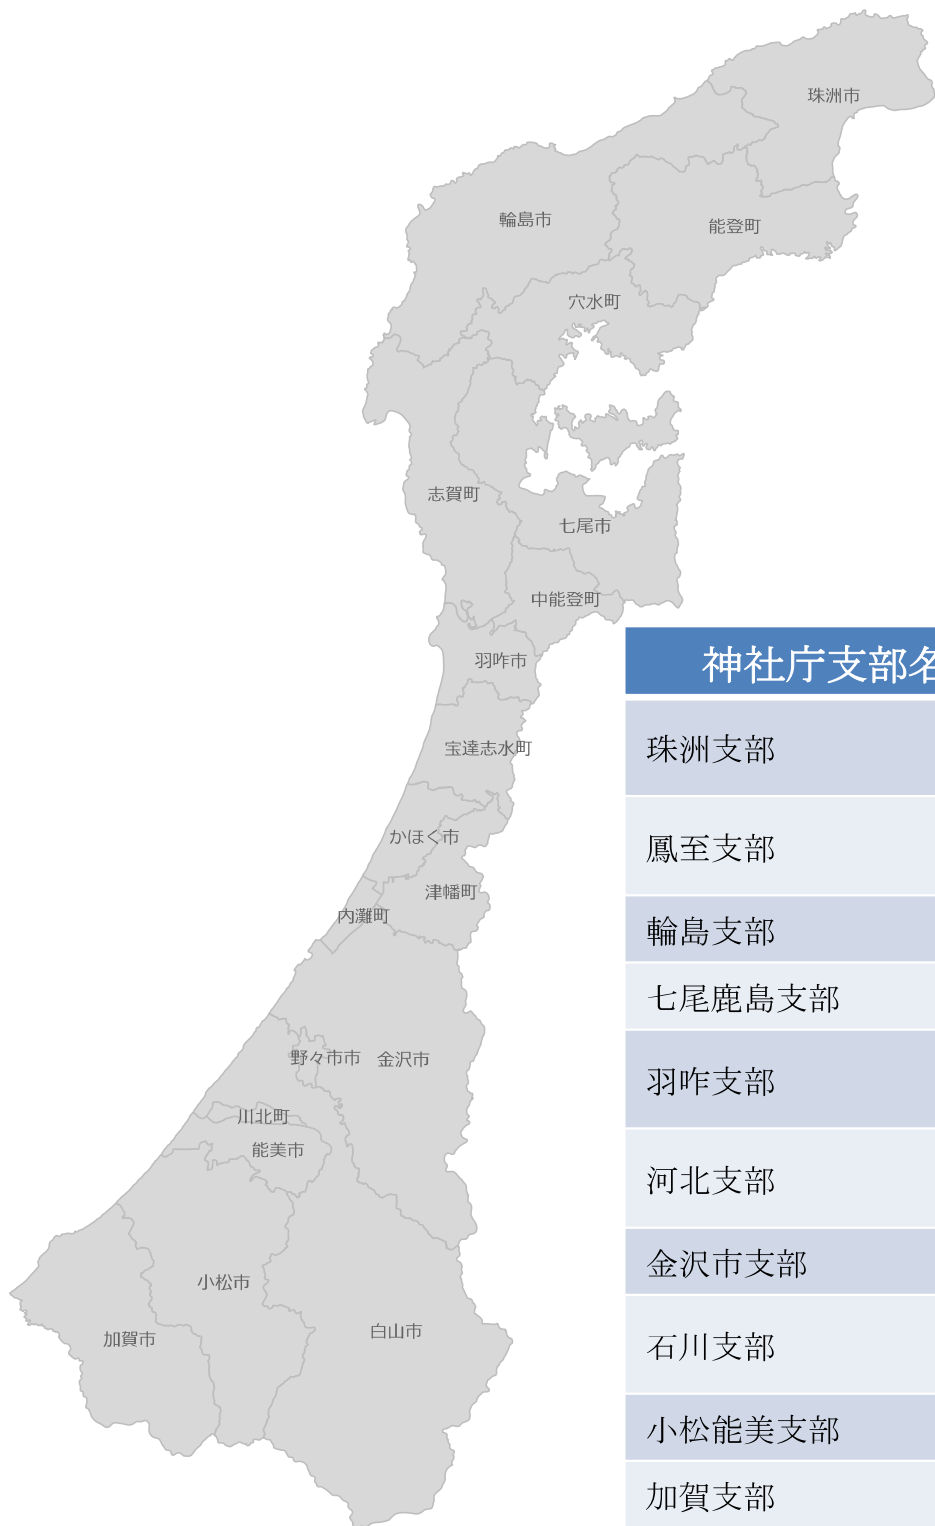 珠洲市
輪島市
能登町
穴水町
志賀町
七尾市
中能登町
羽咋市
宝達志水町
かほく市
津幡町
内灘町
野々市市
金沢市
川北町
能美市
小松市
白山市
加賀市
神社庁支部名
珠洲支部
鳳至支部
輪島支部
七尾鹿島支部
羽咋支部
河北支部
金沢市支部
石川支部
小松能美支部
加賀支部